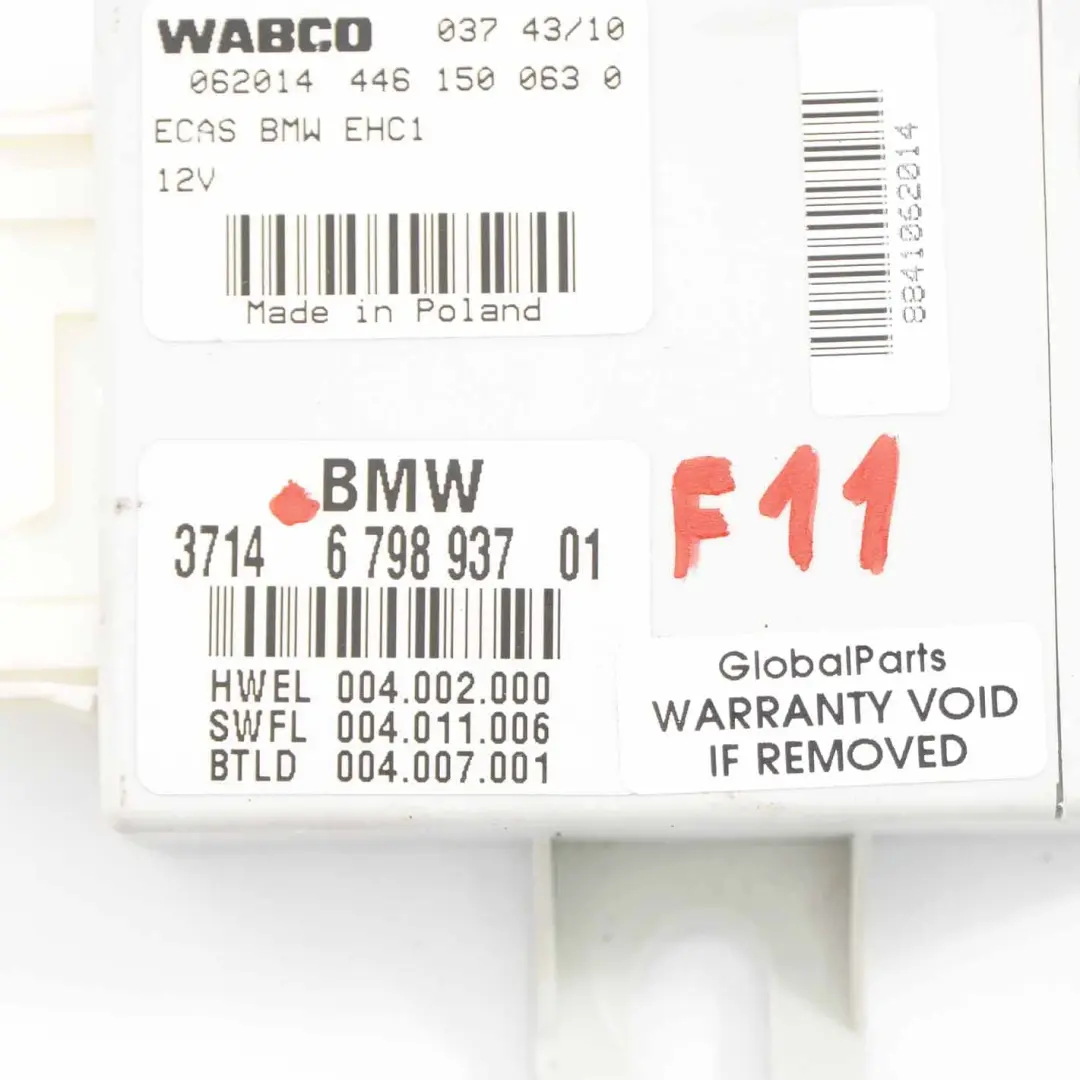 WABCO 037 43/10
062014 446 150 063 0
ECAS BMW EHC1
12V
Made in Poland
884106 2014
BMW
3714 6 798 937 01
HWEL 004.002.000
SWFL 004.011.006
BTLD 004.007.001
F11
GlobalParts
WARRANTY VOID
IF REMOVED